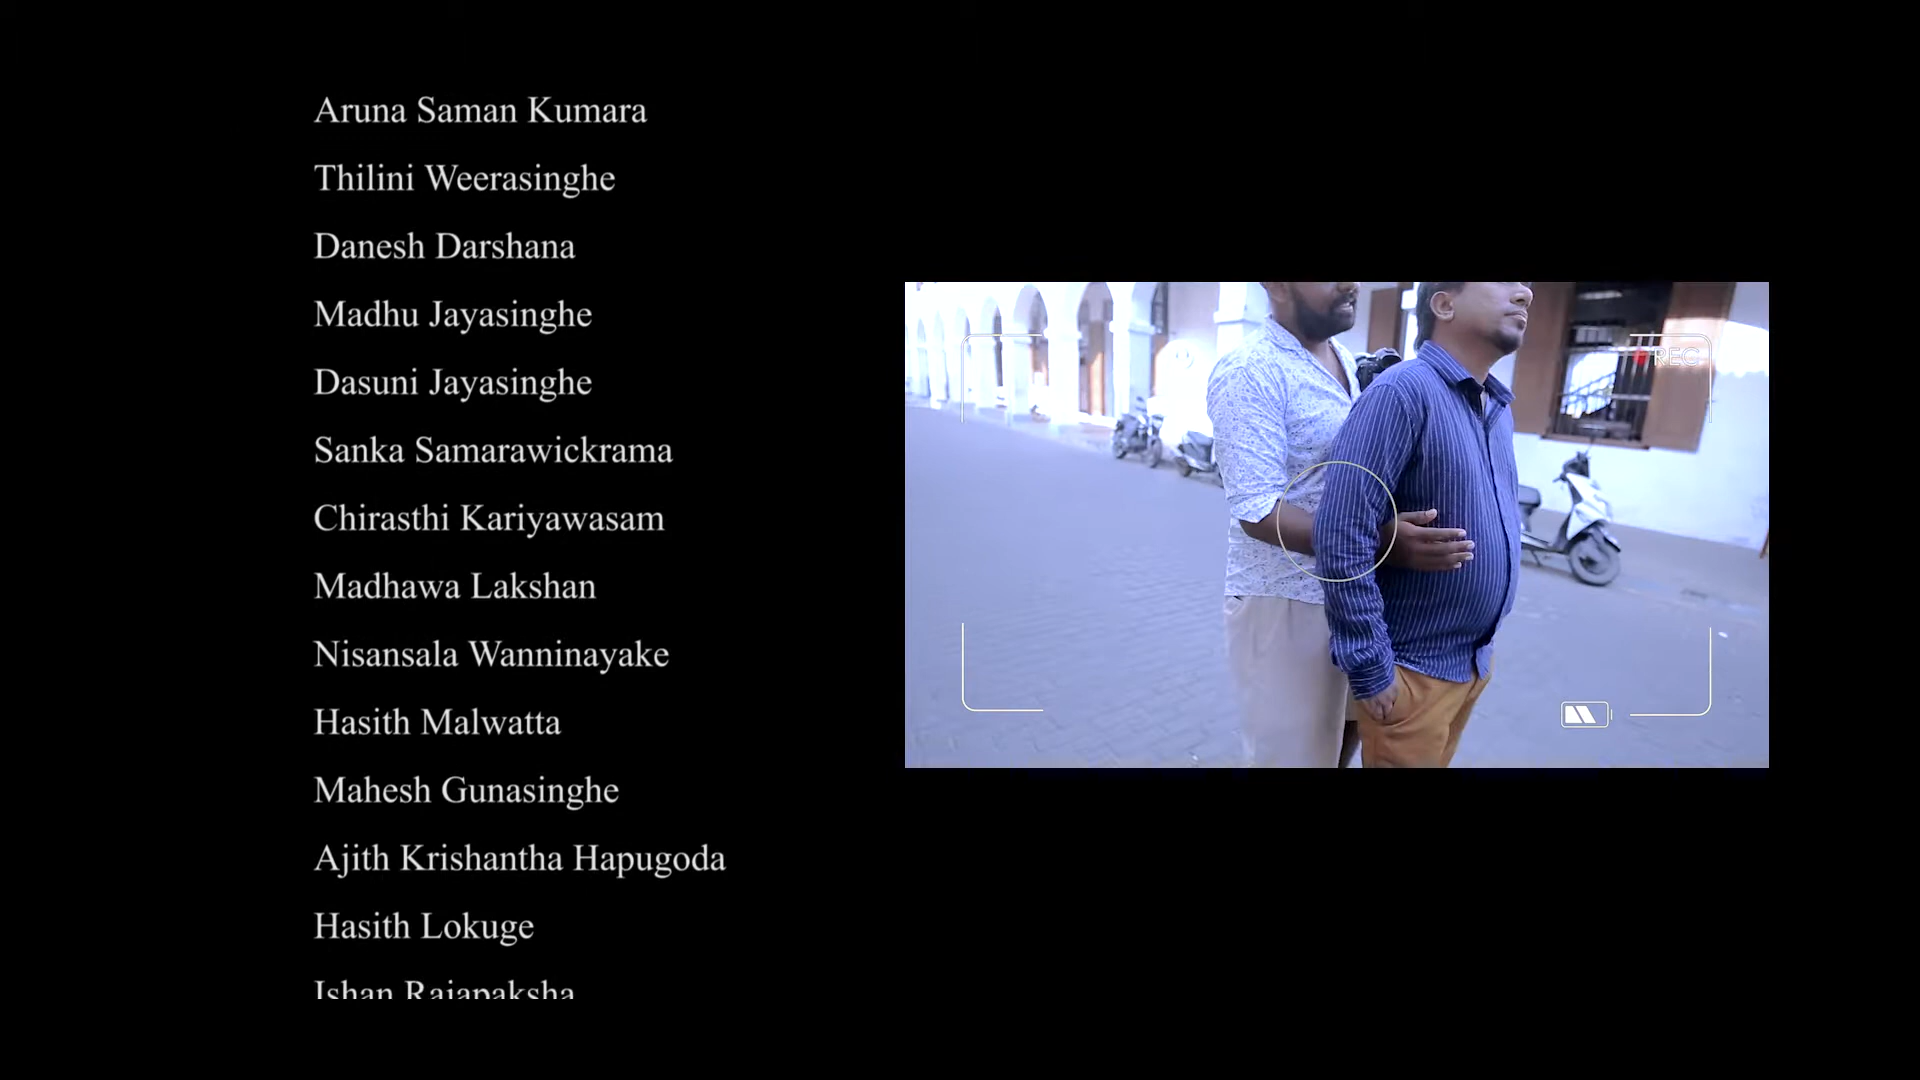 Aruna Saman Kumara
Thilini Weerasinghe
Danesh Darshana
Madhu Jayasinghe
Dasuni Jayasinghe
Sanka Samarawickrama
Chirasthi Kariyawasam
Madhawa Lakshan
Nisansala Wanninayake
Hasith Malwatta
Mahesh Gunasinghe
Ajith Krishantha Hapugoda
Hasith Lokuge
Ishan Rajapaksha
REC